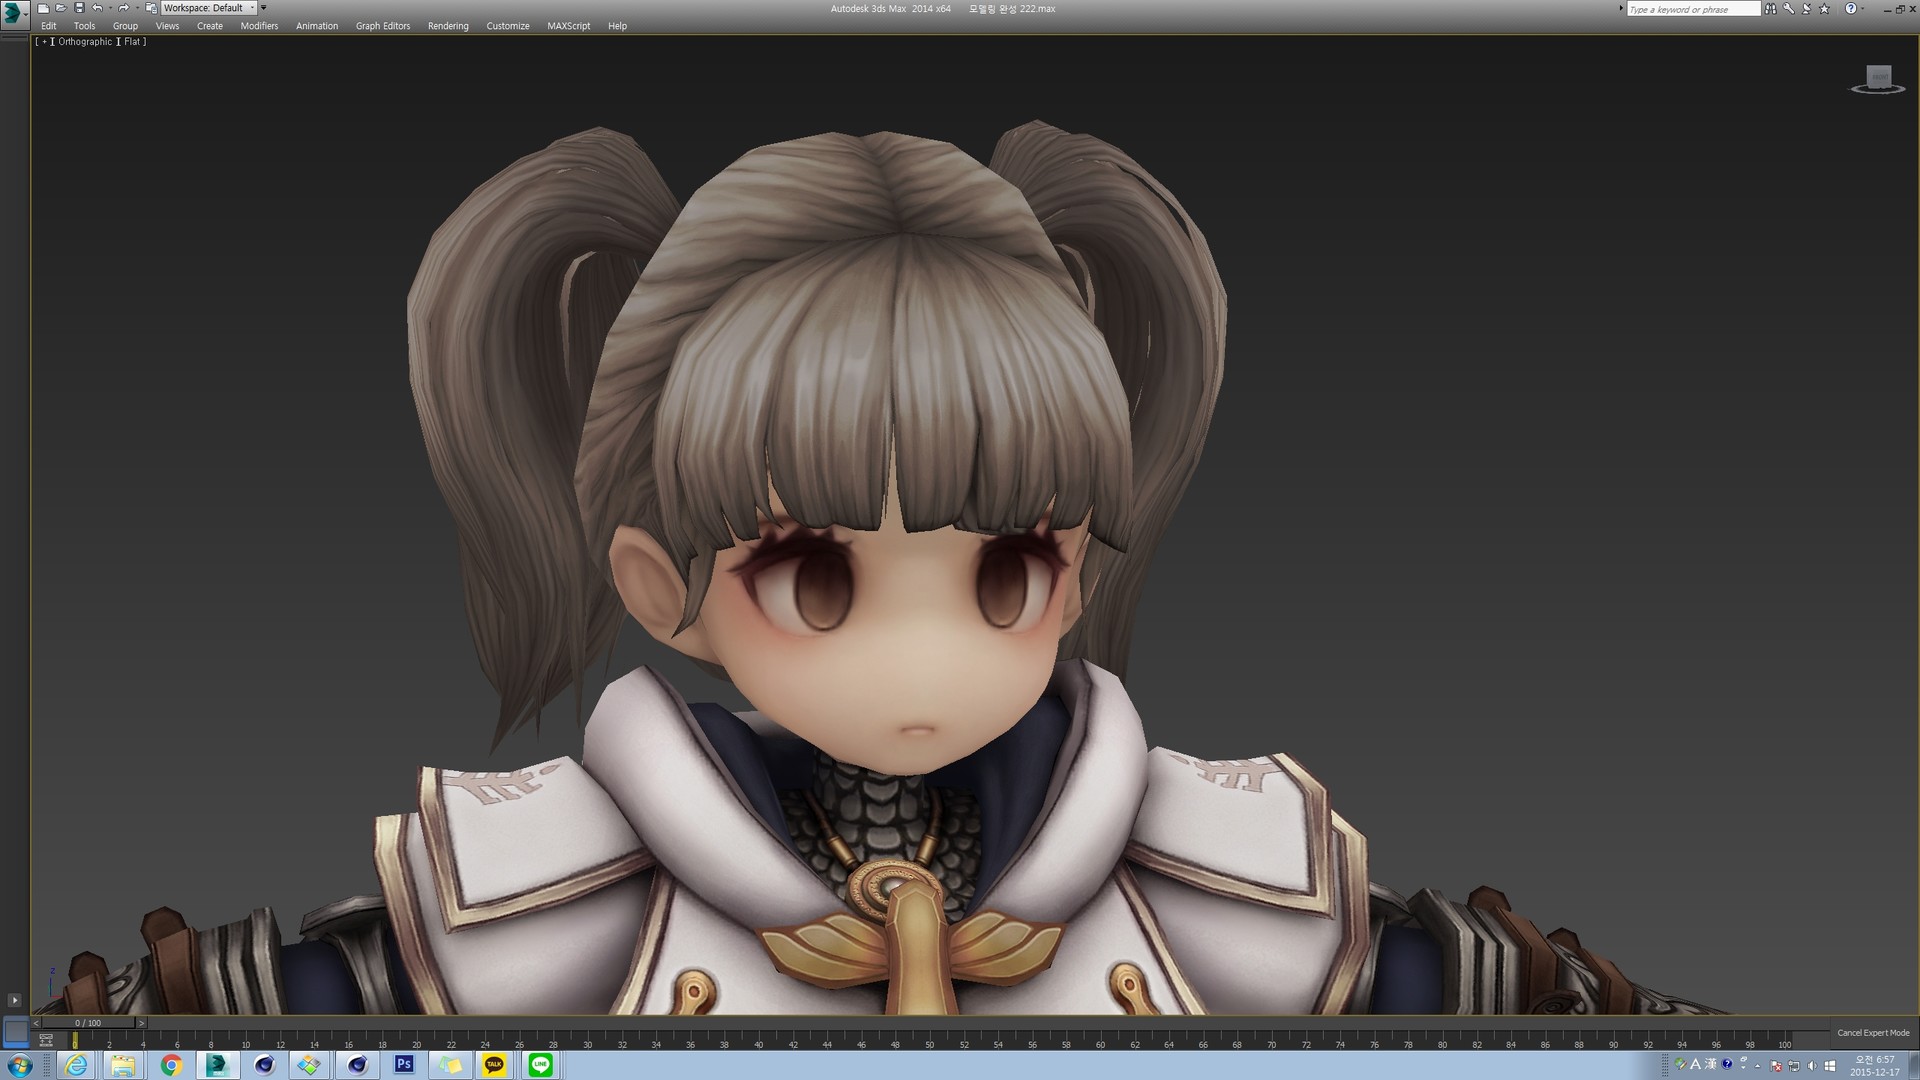 Workspace: Default
Autodesk 3ds Max 2014 x64 모델링 완성 222.max
Type a keyword or phrase
Edit Tools Group Views Create Modifiers Animation Graph Editors Rendering Customize MAXScript Help
[ + ] Orthographic ] Flat ]
FRONT
z
< 0 / 100 >
0 2 4 6 8 10 12 14 16 18 20 22 24 26 28 30 32 34 36 38 40 42 44 46 48 50 52 54 56 58 60 62 64 66 68 70 72 74 76 78 80 82 84 86 88 90 92 94 96 98 100
Cancel Expert Mode
Ps
TALK
LINE
A 漢
오전 6:57
2015-12-17